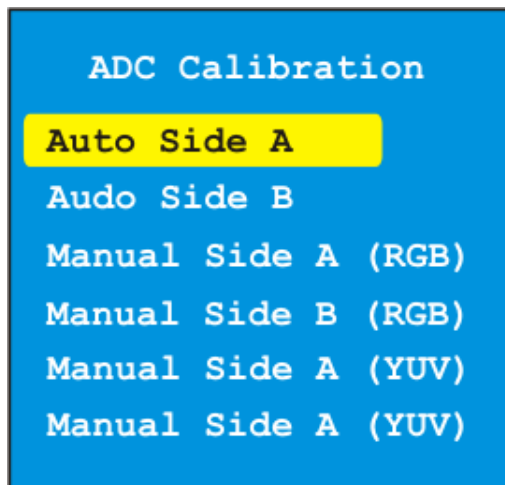 ADC Calibration
Auto Side A
Audo Side B
Manual Side A (RGB)
Manual Side B (RGB)
Manual Side A (YUV)
Manual Side A (YUV)